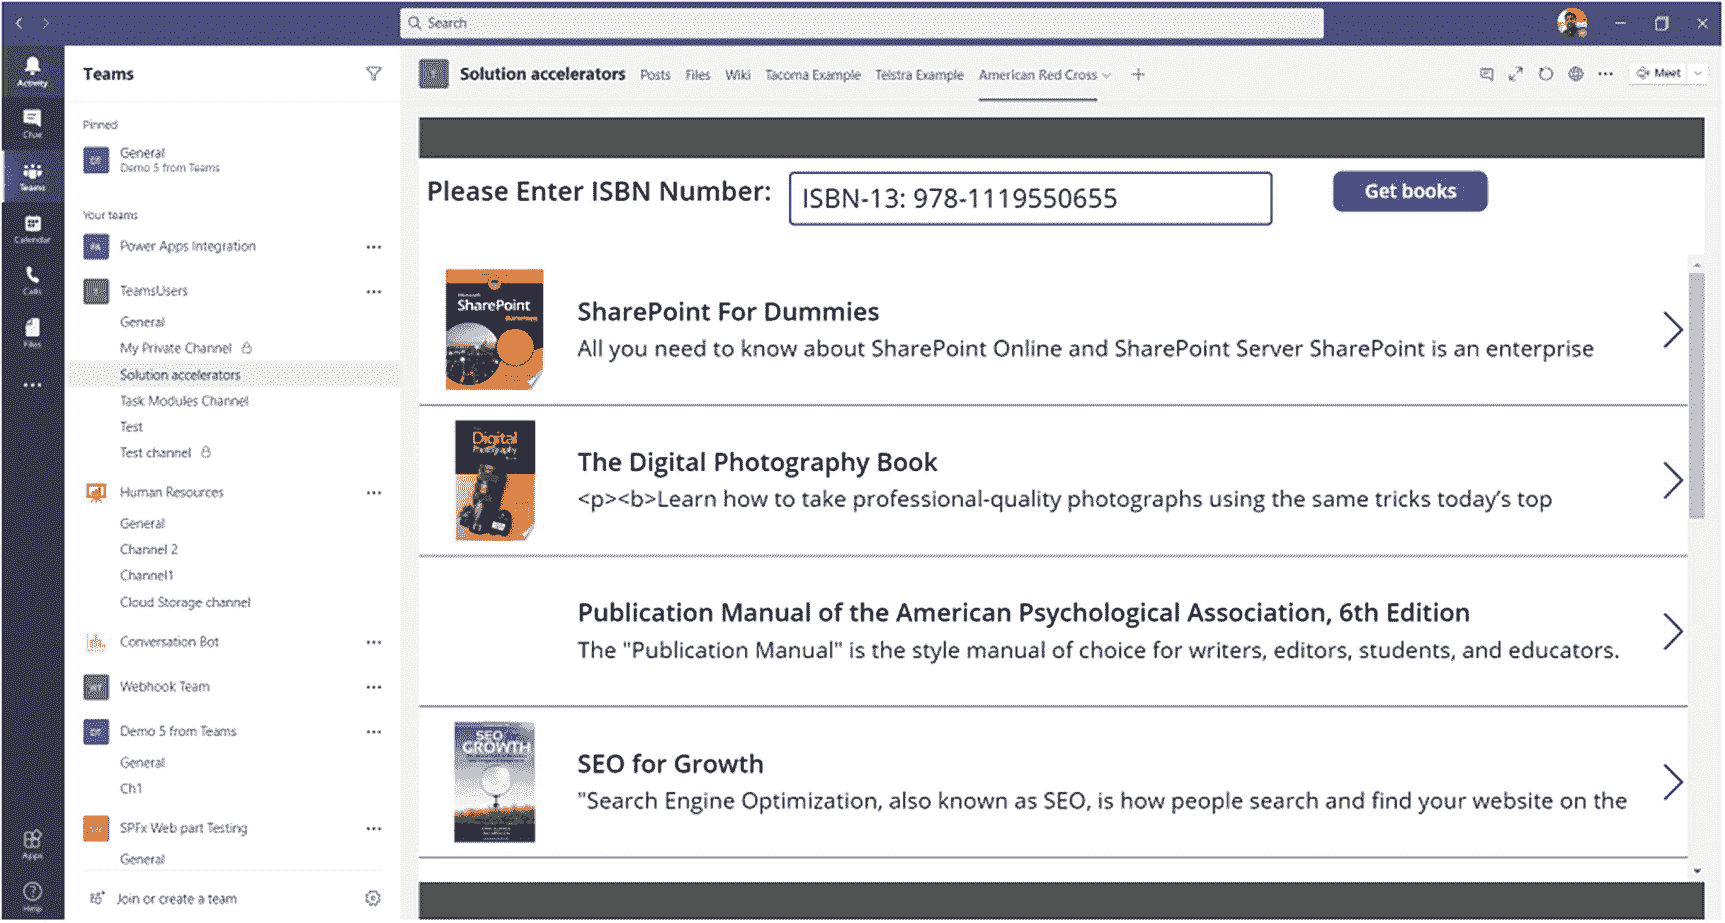 Search
Activity
Chat
Teams
Calendar
Calls
Files
Apps
Help
Teams
Pinned
General
Demo 5 from Teams
Your teams
PA
Power Apps Integration
TeamsUsers
General
My Private Channel
Solution accelerators
Task Modules Channel
Test
Test channel
Human Resources
General
Channel 2
Channel1
Cloud Storage channel
Conversation Bot
WT
Webhook Team
Demo 5 from Teams
General
Ch1
SPFx Web part Testing
General
Join or create a team
Solution accelerators Posts Files Wiki Tacoma Example Telstra Example American Red Cross
Meet
Please Enter ISBN Number: ISBN-13: 978-1119550655 Get books
SharePoint
SharePoint For Dummies
All you need to know about SharePoint Online and SharePoint Server SharePoint is an enterprise
Digital
Photography
The Digital Photography Book
<p><b>Learn how to take professional-quality photographs using the same tricks today’s top
Publication Manual of the American Psychological Association, 6th Edition
The "Publication Manual" is the style manual of choice for writers, editors, students, and educators.
SEO
GROWTH
SEO for Growth
"Search Engine Optimization, also known as SEO, is how people search and find your website on the